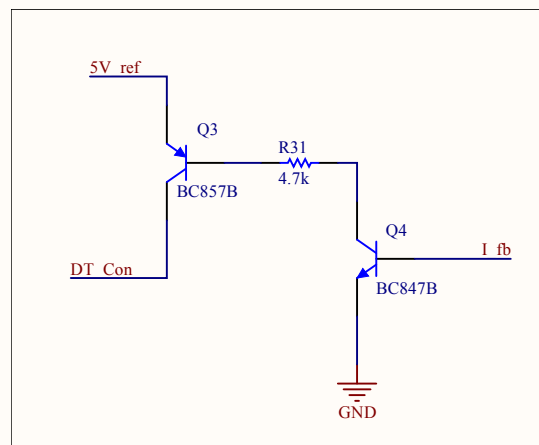 5V_ref
Q3
BC857B
R31
4.7k
Q4
I_fb
BC847B
DT_Con
GND